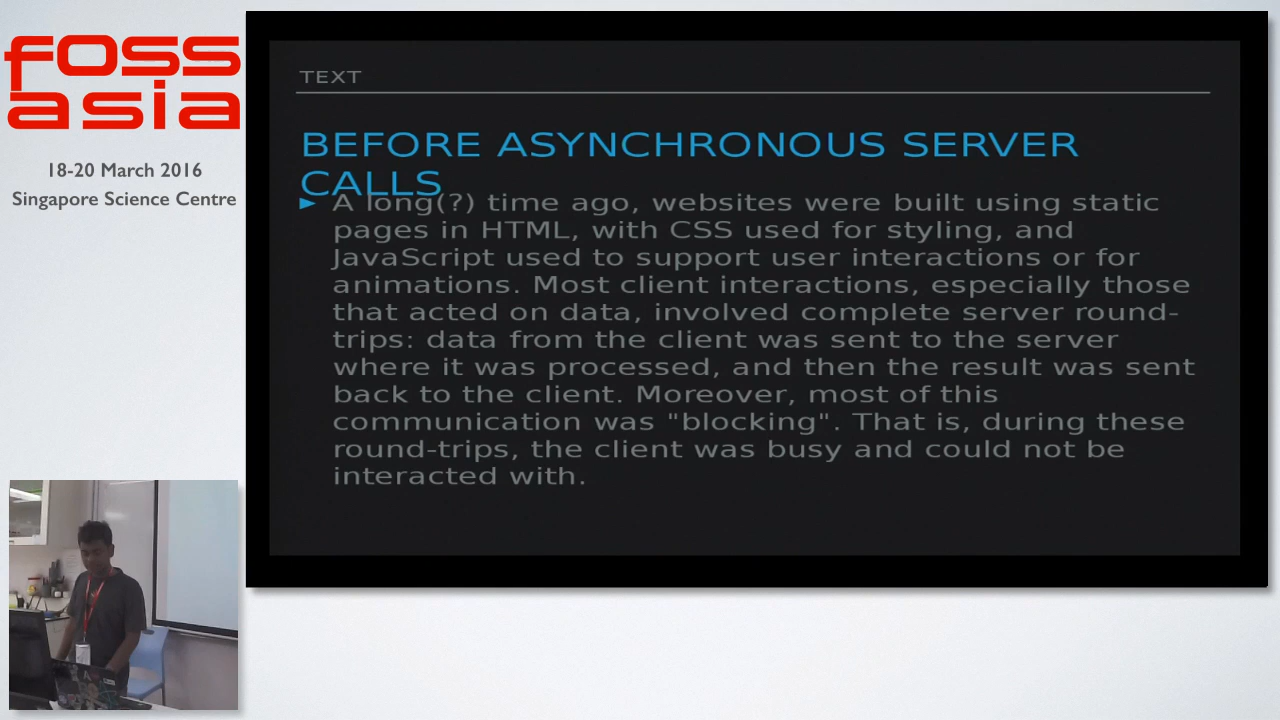 foss
asia
18-20 March 2016
Singapore Science Centre
TEXT
BEFORE ASYNCHRONOUS SERVER
CALLS
► A long(?) time ago, websites were built using static
pages in HTML, with CSS used for styling, and
JavaScript used to support user interactions or for
animations. Most client interactions, especially those
that acted on data, involved complete server round-
trips: data from the client was sent to the server
where it was processed, and then the result was sent
back to the client. Moreover, most of this
communication was "blocking". That is, during these
round-trips, the client was busy and could not be
interacted with.